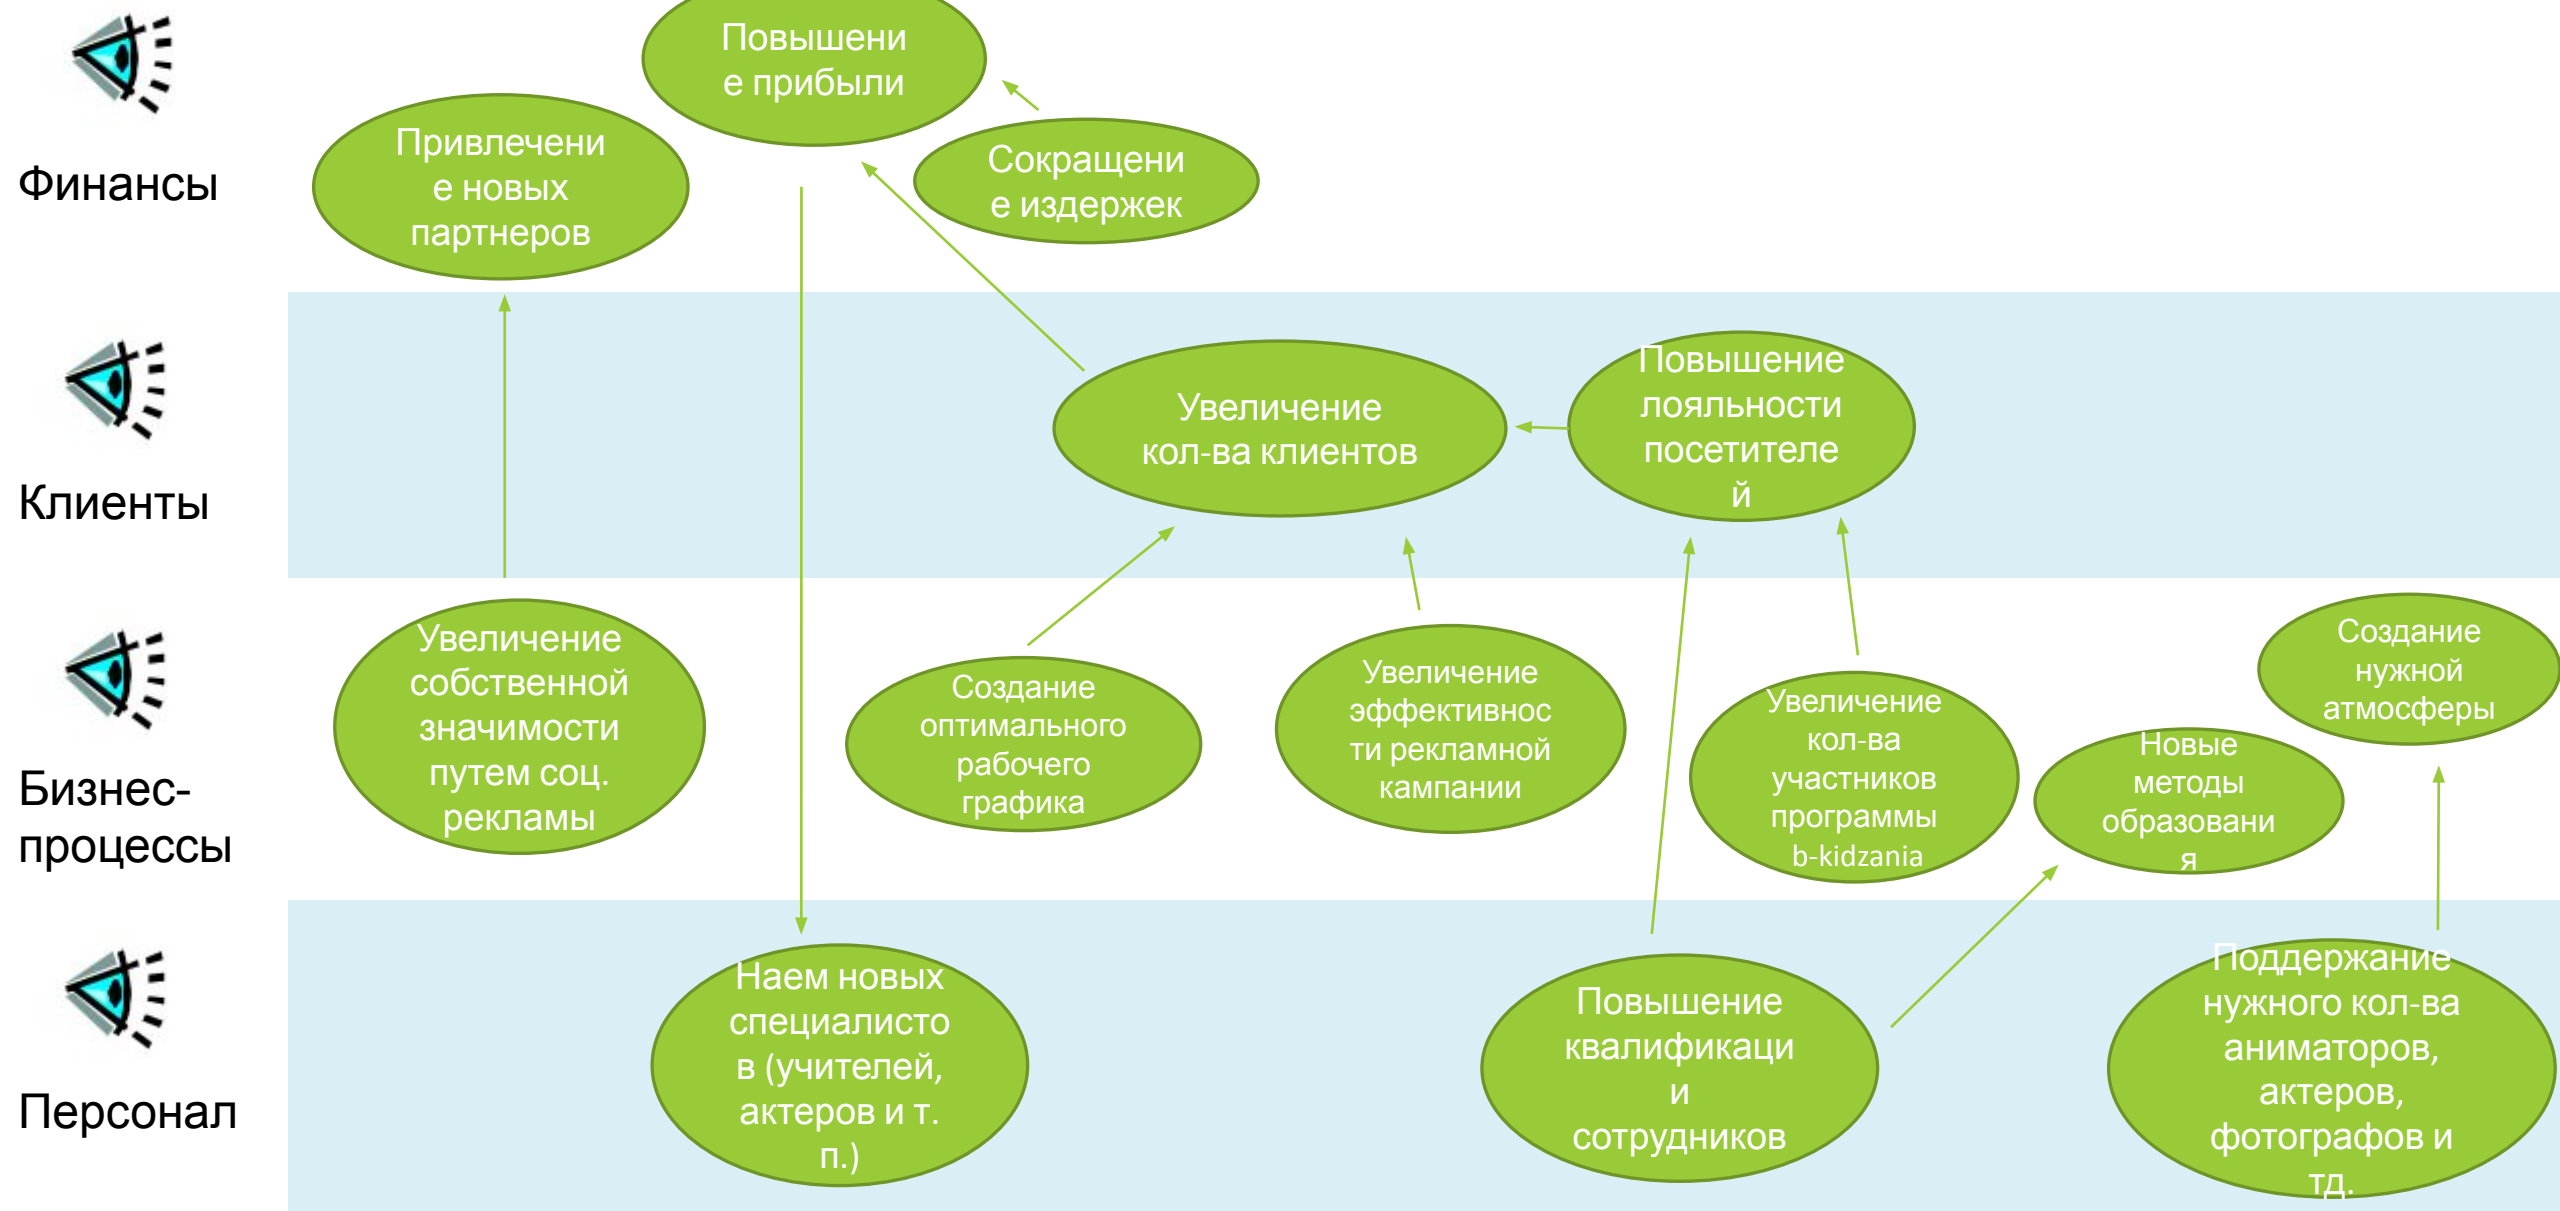 Финансы
Повышени
е прибыли
Привлечени
е новых
партнеров
Сокращени
е издержек
Клиенты
Увеличение
кол-ва клиентов
Повышение
лояльности
посетителе
й
Бизнес-
процессы
Увеличение
собственной
значимости
путем соц.
рекламы
Создание
оптимального
рабочего
графика
Увеличение
эффективнос
ти рекламной
кампании
Увеличение
кол-ва
участников
программы
b-kidzania
Новые
методы
образовани
я
Создание
нужной
атмосферы
Персонал
Наем новых
специалисто
в (учителей,
актеров и т.
п.)
Повышение
квалификаци
и
сотрудников
Поддержание
нужного кол-ва
аниматоров,
актеров,
фотографов и
тд.